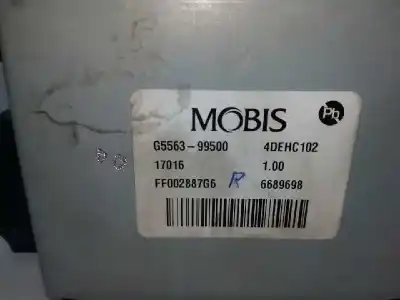 MOBIS
Pb
G5563-99500 4DEHC102
17016 1.00
FF002887G6 R 6689698